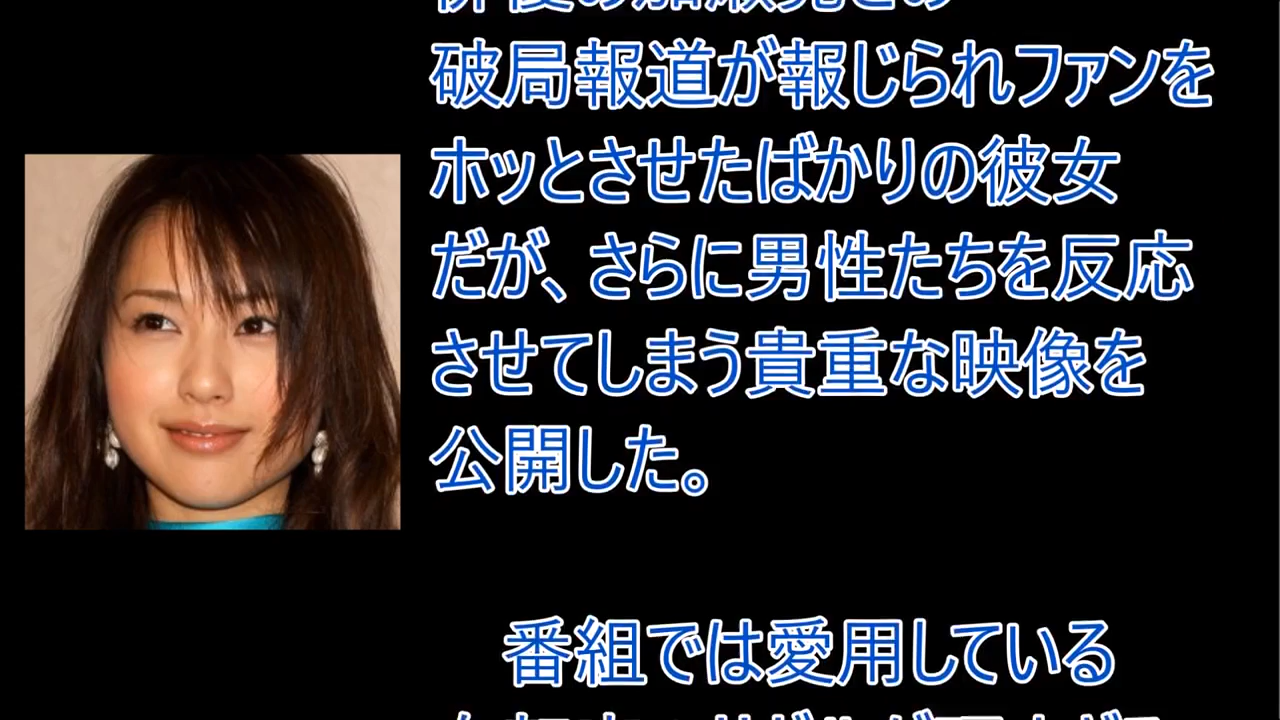 破局報道が報じられファンを
ホッとさせたばかりの彼女
だが、さらに男性たちを反応
させてしまう貴重な映像を
公開した。
番組では愛用している